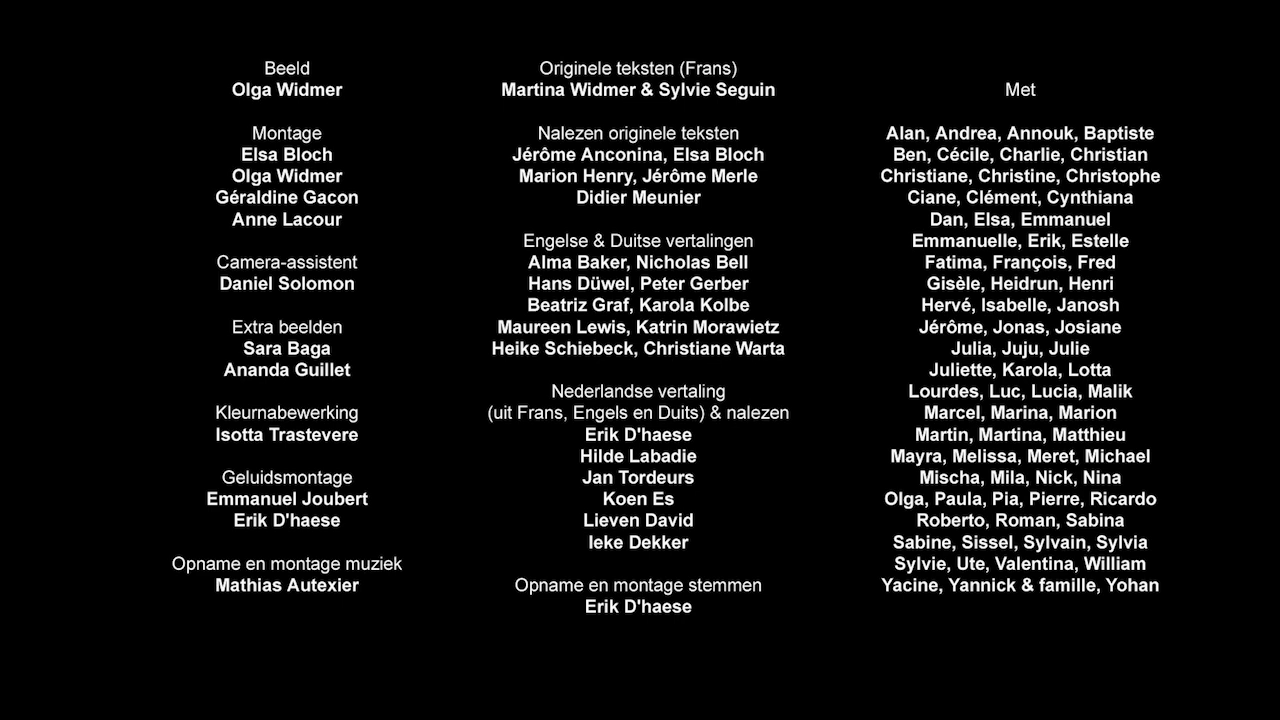 Beeld
Olga Widmer
Montage
Elsa Bloch
Olga Widmer
Géraldine Gacon
Anne Lacour
Camera-assistent
Daniel Solomon
Extra beelden
Sara Baga
Ananda Guillet
Kleurnabewerking
Isotta Trastevere
Geluidsmontage
Emmanuel Joubert
Erik D'haese
Opname en montage muziek
Mathias Autexier
Originele teksten (Frans)
Martina Widmer & Sylvie Seguin
Nalezen originele teksten
Jérôme Anconina, Elsa Bloch
Marion Henry, Jérôme Merle
Didier Meunier
Engelse & Duitse vertalingen
Alma Baker, Nicholas Bell
Hans Düwel, Peter Gerber
Beatriz Graf, Karola Kolbe
Maureen Lewis, Katrin Morawietz
Heike Schiebeck, Christiane Warta
Nederlandse vertaling
(uit Frans, Engels en Duits) & nalezen
Erik D'haese
Hilde Labadie
Jan Tordeurs
Koen Es
Lieven David
Ieke Dekker
Opname en montage stemmen
Erik D'haese
Met
Alan, Andrea, Annouk, Baptiste
Ben, Cécile, Charlie, Christian
Christiane, Christine, Christophe
Ciane, Clément, Cynthiana
Dan, Elsa, Emmanuel
Emmanuelle, Erik, Estelle
Fatima, François, Fred
Gisèle, Heidrun, Henri
Hervé, Isabelle, Janosh
Jérôme, Jonas, Josiane
Julia, Juju, Julie
Juliette, Karola, Lotta
Lourdes, Luc, Lucia, Malik
Marcel, Marina, Marion
Martin, Martina, Matthieu
Mayra, Melissa, Meret, Michael
Mischa, Mila, Nick, Nina
Olga, Paula, Pia, Pierre, Ricardo
Roberto, Roman, Sabina
Sabine, Sissel, Sylvain, Sylvia
Sylvie, Ute, Valentina, William
Yacine, Yannick & famille, Yohan